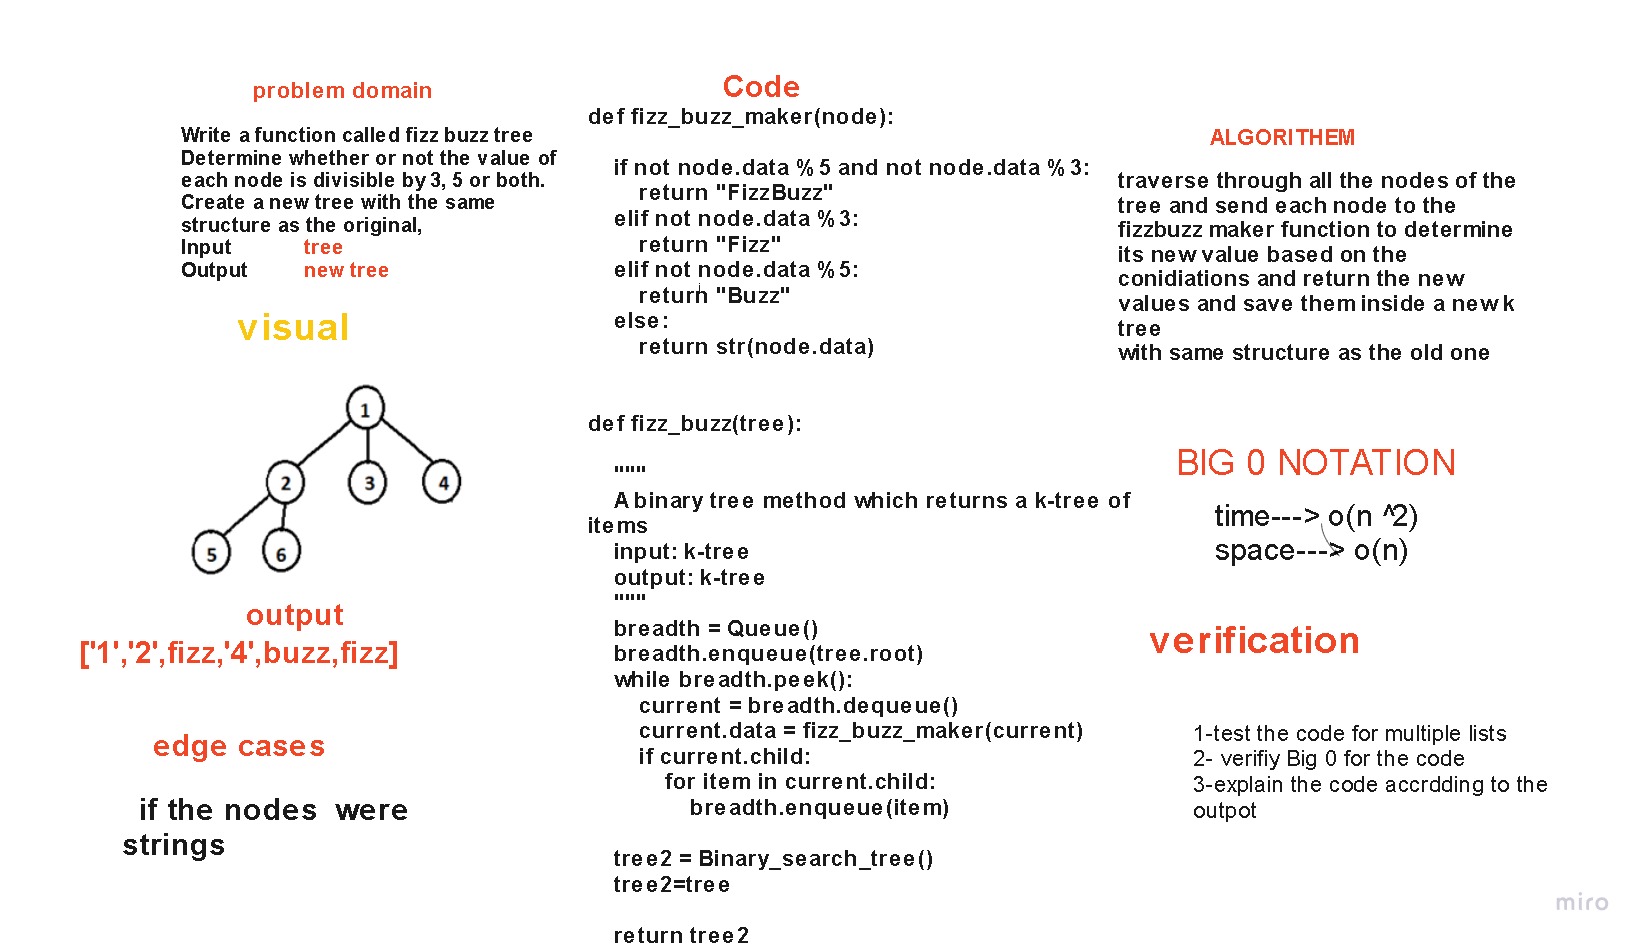 problem domain
Write a function called fizz buzz tree
Determine whether or not the value of
each node is divisible by 3, 5 or both.
Create a new tree with the same
structure as the original,
Input tree
Output new tree
visual
1
2
3
4
5
6
output
['1','2',fizz,'4',buzz,fizz]
edge cases
if the nodes were
strings
Code
def fizz_buzz_maker(node):
if not node.data % 5 and not node.data % 3:
return "FizzBuzz"
elif not node.data % 3:
return "Fizz"
elif not node.data % 5:
return "Buzz"
else:
return str(node.data)
def fizz_buzz(tree):
"""
A binary tree method which returns a k-tree of
items
input: k-tree
output: k-tree
"""
breadth = Queue()
breadth.enqueue(tree.root)
while breadth.peek():
current = breadth.dequeue()
current.data = fizz_buzz_maker(current)
if current.child:
for item in current.child:
breadth.enqueue(item)
tree2 = Binary_search_tree()
tree2=tree
return tree2
ALGORITHEM
traverse through all the nodes of the
tree and send each node to the
fizzbuzz maker function to determine
its new value based on the
conidiations and return the new
values and save them inside a new k
tree
with same structure as the old one
BIG 0 NOTATION
time---> o(n ^2)
space---> o(n)
verification
1-test the code for multiple lists
2- verifiy Big 0 for the code
3-explain the code accrdding to the
outpot
miro